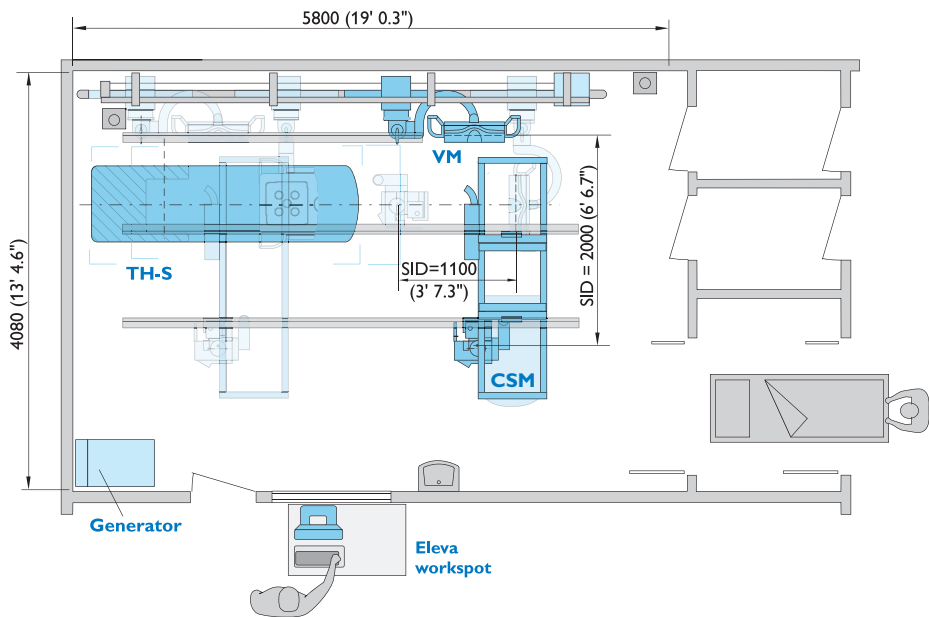 5800 (19' 0.3")
VM
4080 (13' 4.6")
SID = 2000 (6' 6.7")
TH-S
SID=1100
(3' 7.3")
CSM
Generator
Eleva
workspot